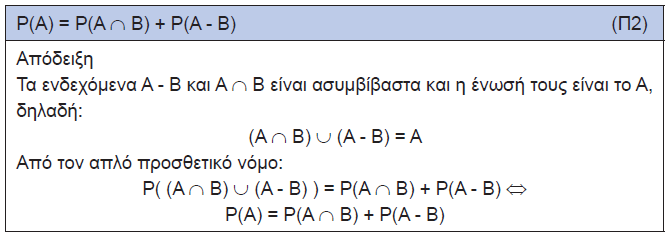 P(A) = P(A ∩ B) + P(A - B) (Π2)
Απόδειξη
Τα ενδεχόμενα A - B και A ∩ B είναι ασυμβίβαστα και η ένωσή τους είναι το A,
δηλαδή:
(A ∩ B) ∪ (A - B) = A
Από τον απλό προσθετικό νόμο:
P( (A ∩ B) ∪ (A - B) ) = P(A ∩ B) + P(A - B) ⇔
P(A) = P(A ∩ B) + P(A - B)